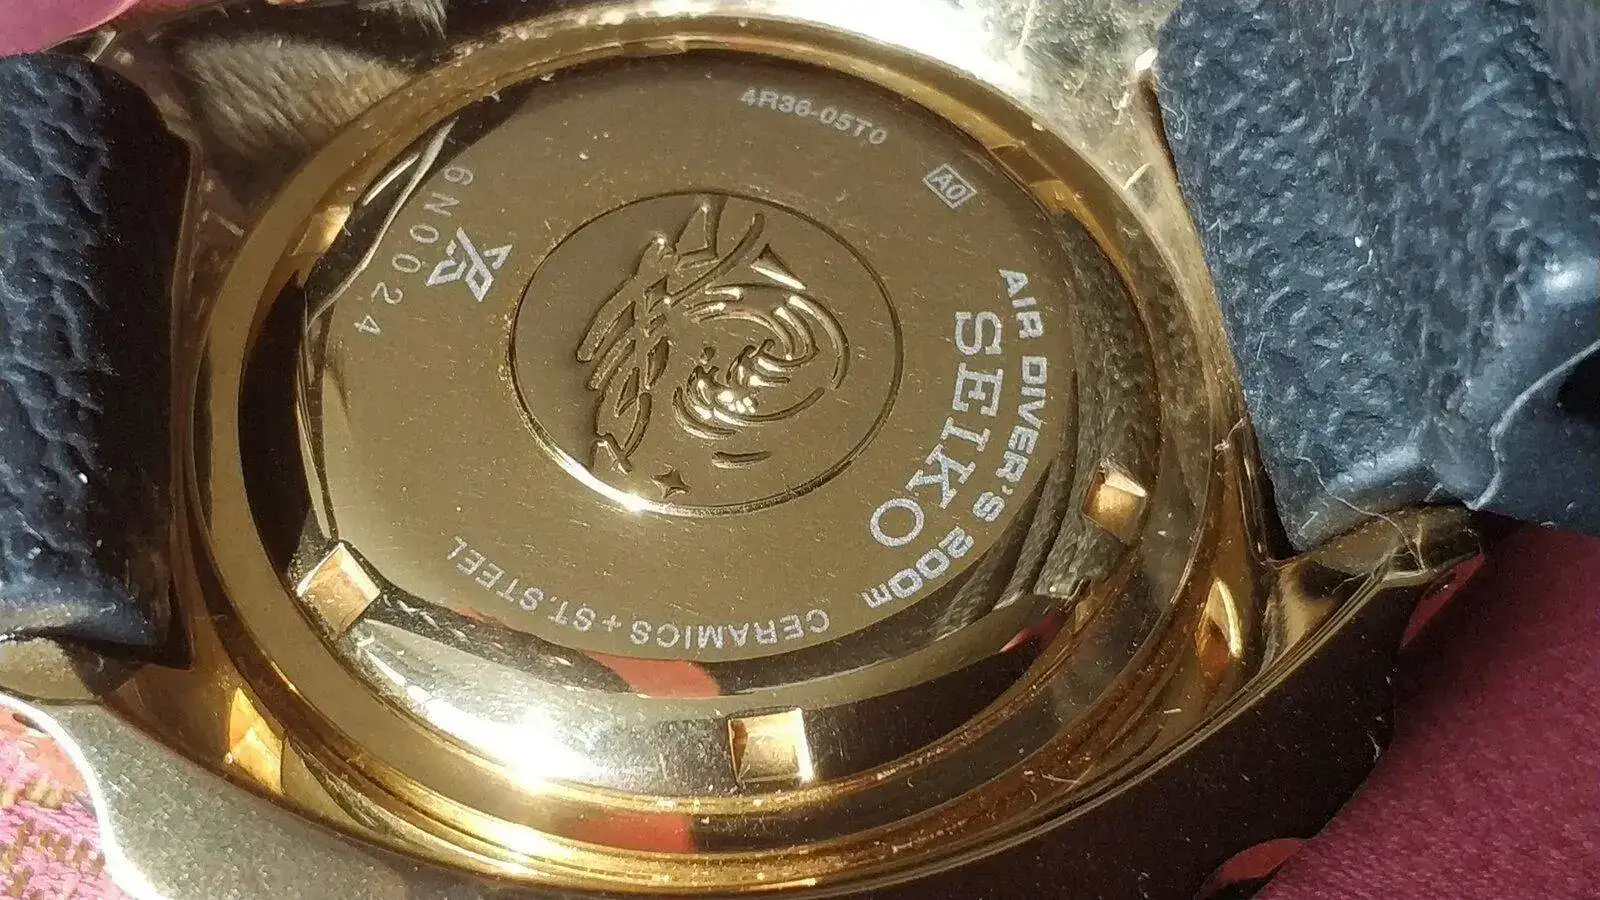 4R36-05T0
A0
AIR DIVER'S 200m
SEIKO
CERAMICS+ST.STEEL
6N0024